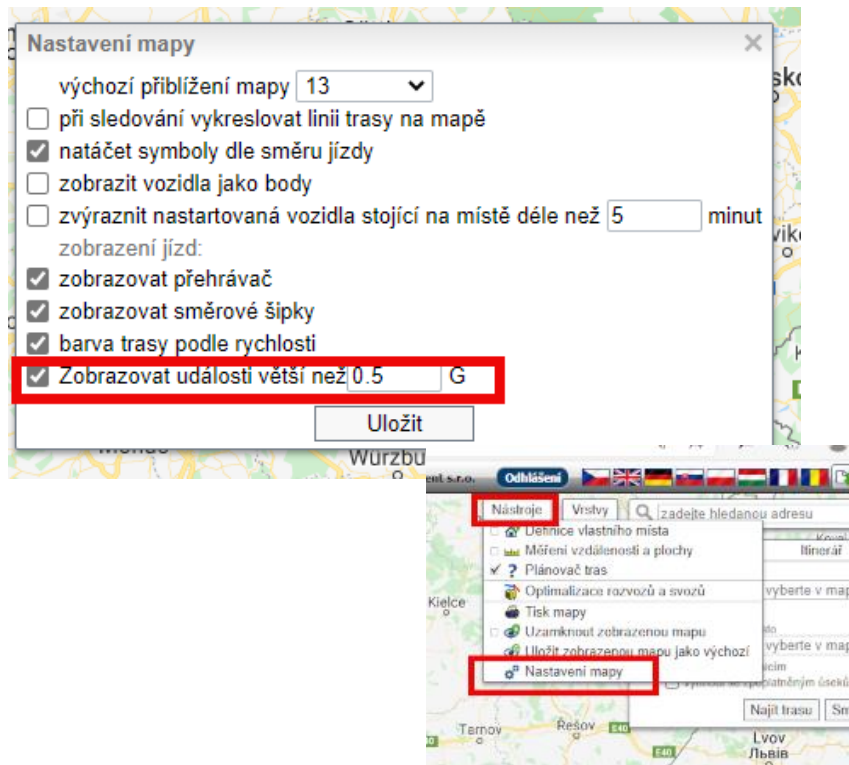 Nastavení mapy
výchozí přiblížení mapy 13
při sledování vykreslovat linii trasy na mapě
natáčet symboly dle směru jízdy
zobrazit vozidla jako body
zvýraznit nastartovaná vozidla stojící na místě déle než 5 minut
zobrazení jízd:
zobrazovat přehrávač
zobrazovat směrové šipky
barva trasy podle rychlosti
Zobrazovat události větší než 0.5 G
Uložit
s.r.o. Odhlášení
Nástroje Vrstvy zadejte hledanou adresu
Definice vlastního místa
Měření vzdálenosti a plochy Itinerář
Plánovač tras
Optimalizace rozvozů a svozů vyberte v map
Kielce
Tisk mapy
Uzamknout zobrazenou mapu
Uložit zobrazenou mapu jako výchozí vyberte v map
Nastavení mapy
Najít trasu
Tarnov Řešov E40
Lvov
E40 Львів